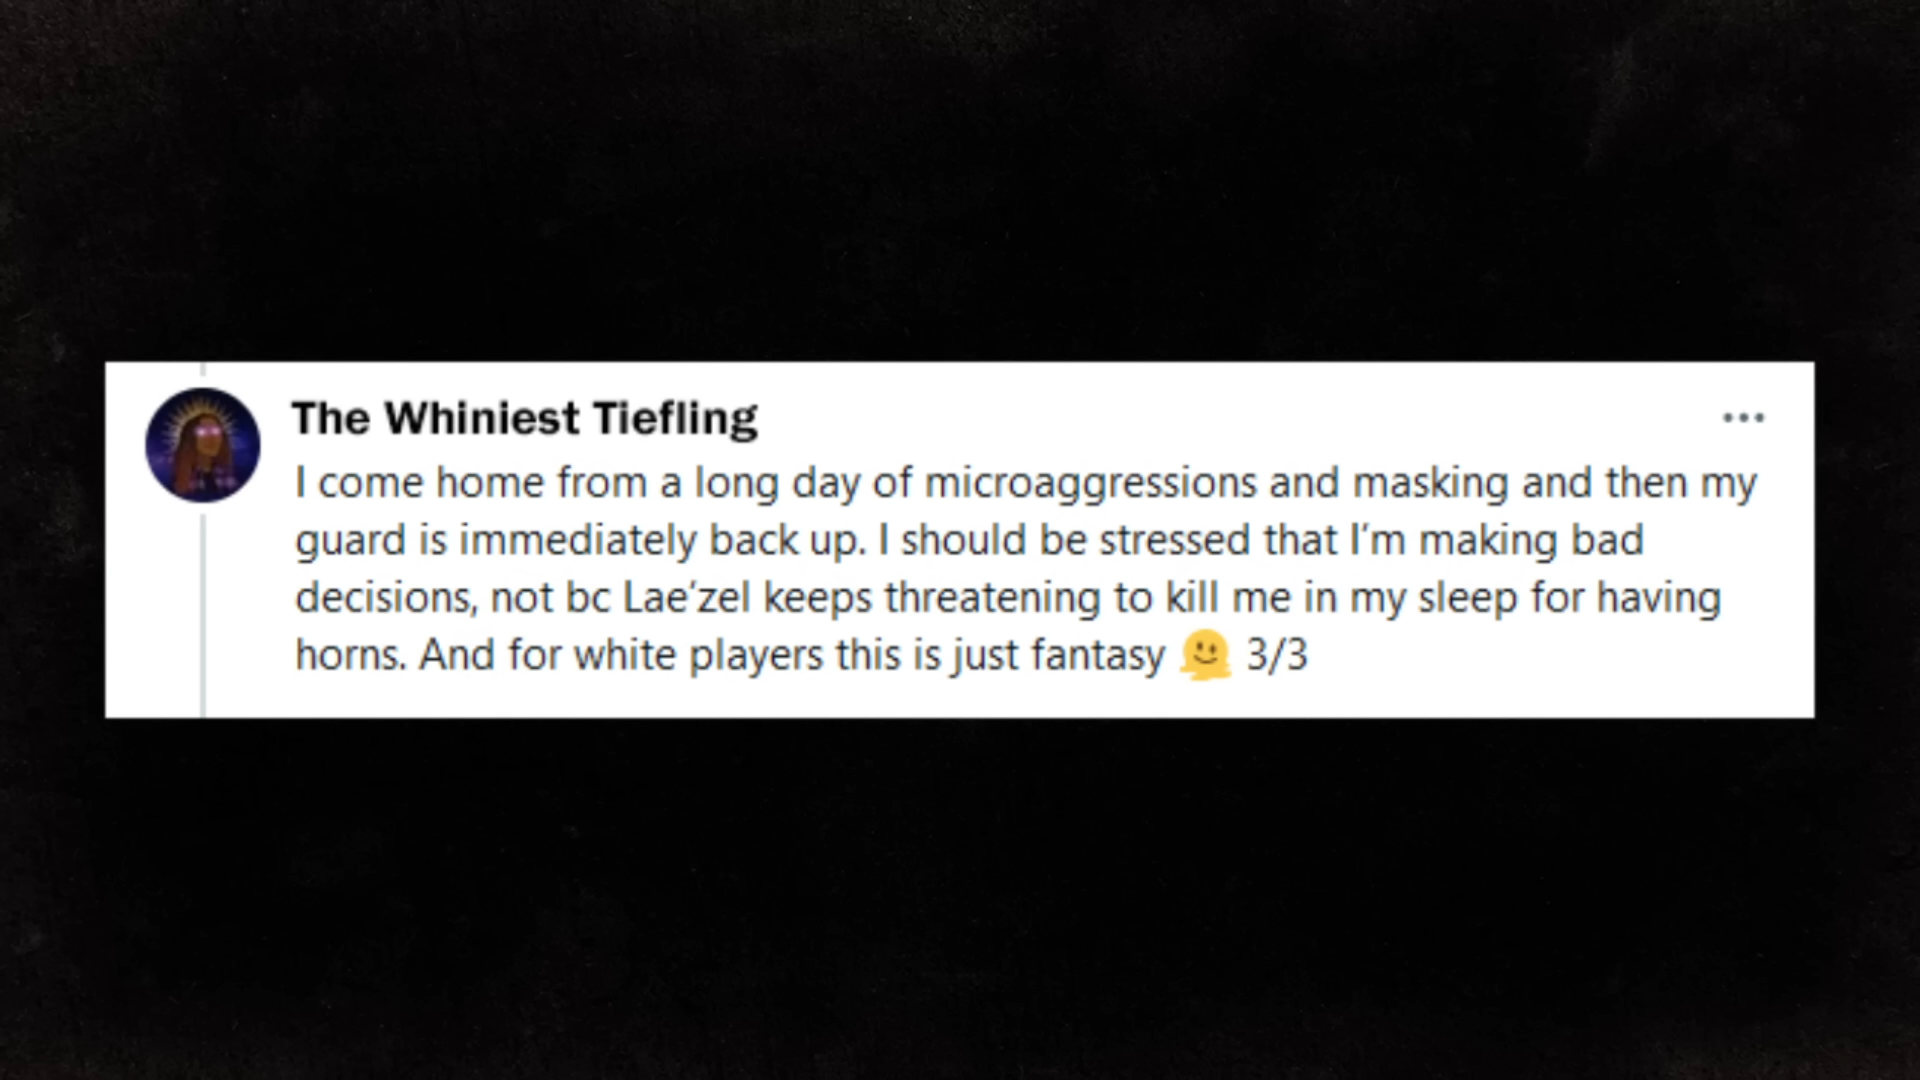 The Whiniest Tiefling
I come home from a long day of microaggressions and masking and then my
guard is immediately back up. I should be stressed that I'm making bad
decisions, not bc Lae'zel keeps threatening to kill me in my sleep for having
horns. And for white players this is just fantasy 🫠 3/3